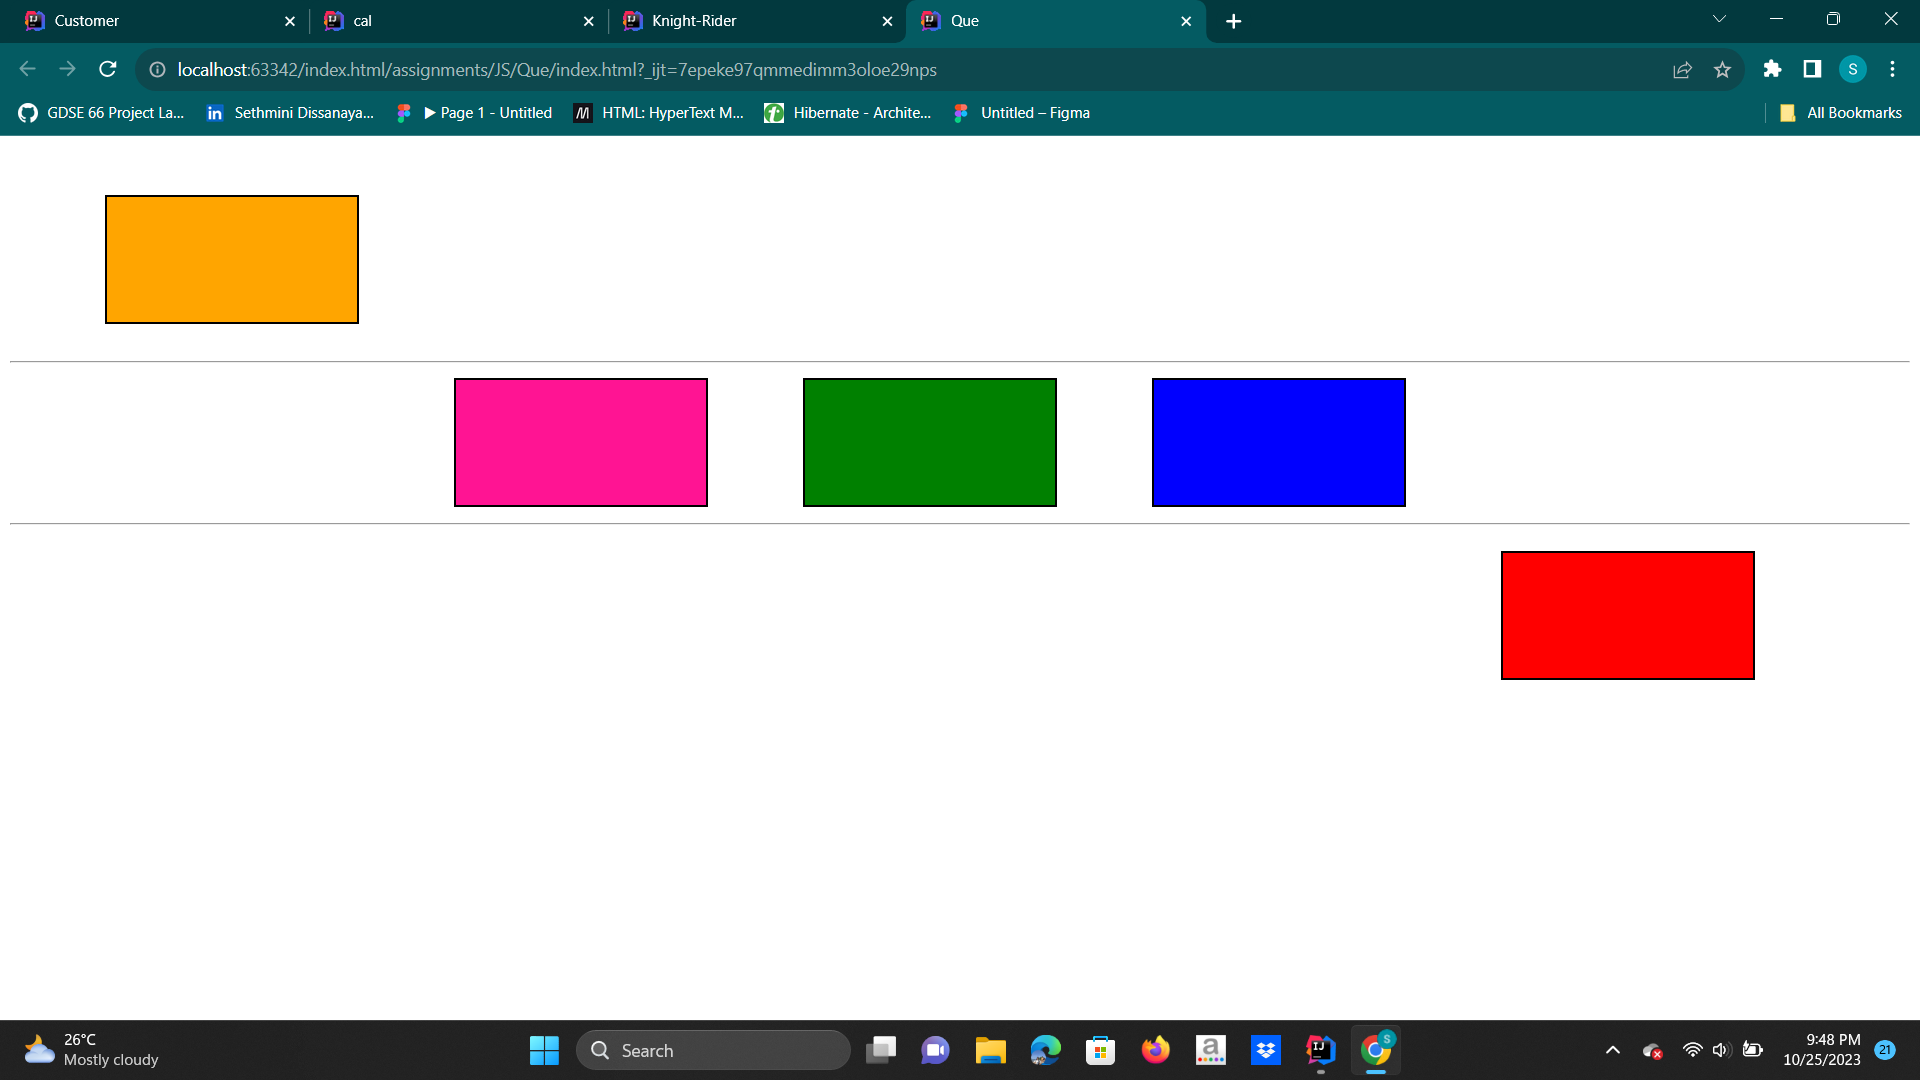 Customer
cal
Knight-Rider
Que
localhost:63342/index.html/assignments/JS/Que/index.html?_ijt=7epeke97qmmedimm3oloe29nps
S
GDSE 66 Project La...
in Sethmini Dissanaya...
▶ Page 1 - Untitled
M HTML: HyperText M...
Hibernate - Archite...
Untitled – Figma
All Bookmarks
26°C
Mostly cloudy
Search
a
IJ
S
9:48 PM
10/25/2023
21